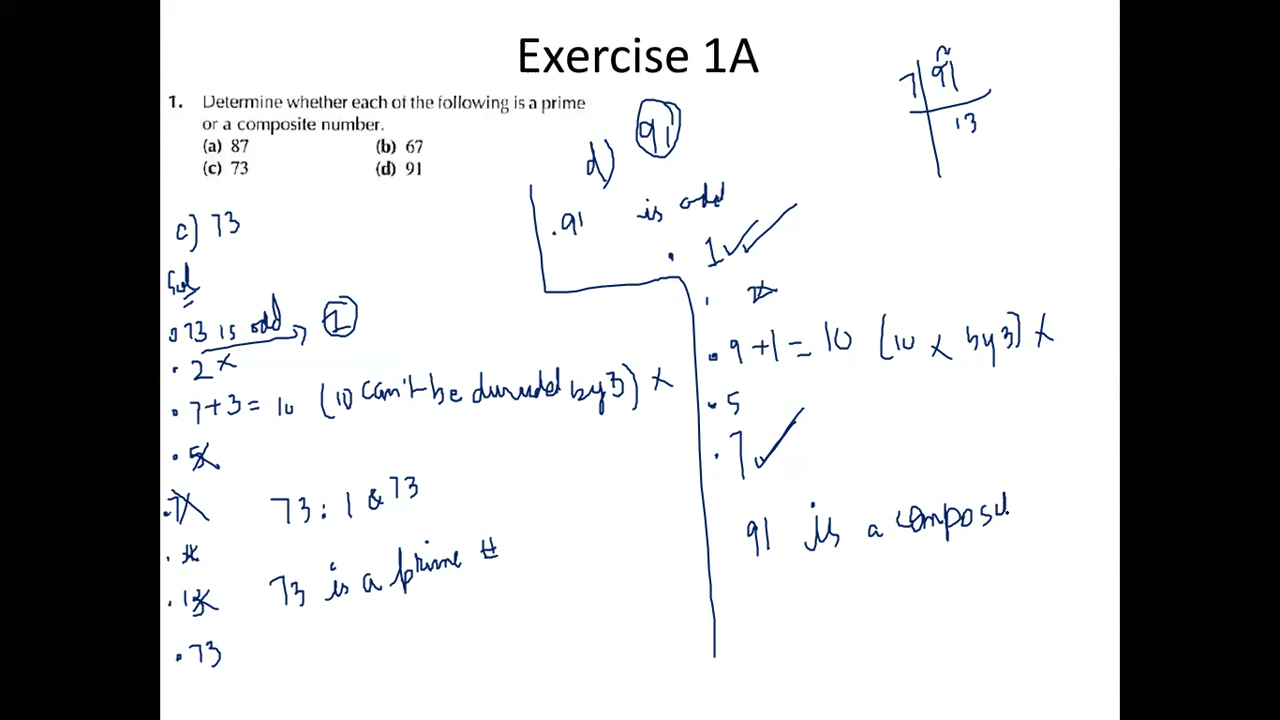 Exercise 1A
1. Determine whether each of the following is a prime
or a composite number.
(a) 87 (b) 67
(c) 73 (d) 91
c) 73
Sol
73 is odd → 1
2 ×
7+3 = 10 (10 can't be divided by 3) ×
5 ×
7 ×
13 ×
73
73 : 1 & 73
73 is a prime #
d) 91
91 is odd
1 ✓✓
9+1 = 10 (10 × by 3) ×
5
7 ✓
91 is a composi
7 91
13